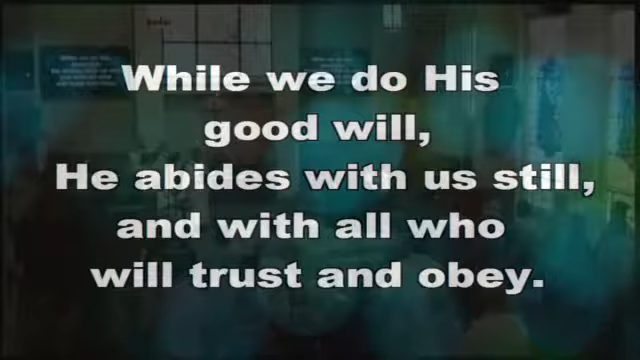 While we do His
good will,
He abides with us still,
and with all who
will trust and obey.